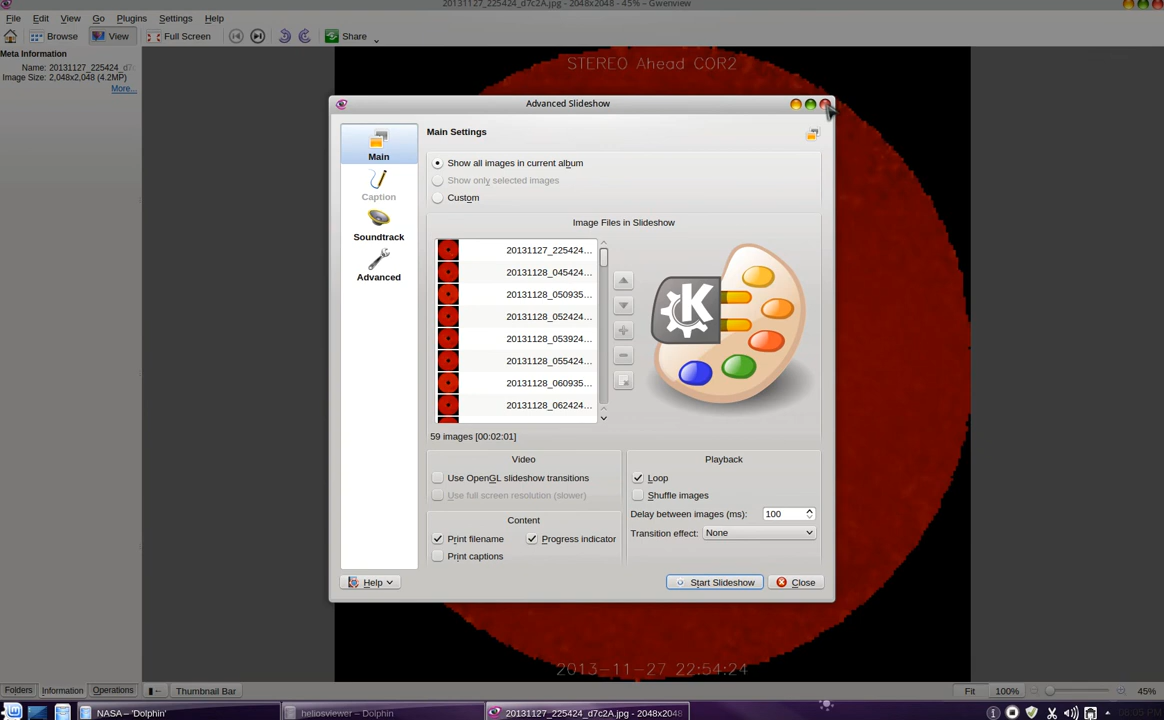 20131127_225424_d7c2A.jpg - 2048x2048 - 45% – Gwenview
File Edit View Go Plugins Settings Help
Browse View Full Screen Share
Meta Information
Name: 20131127_225424_d7
Image Size: 2,048x2,048 (4.2MP)
More...
STEREO Ahead COR2
Advanced Slideshow
Main
Caption
Soundtrack
Advanced
Main Settings
Show all images in current album
Show only selected images
Custom
Image Files in Slideshow
20131127_225424...
20131128_045424...
20131128_050935...
20131128_052424...
20131128_053924...
20131128_055424...
20131128_060935...
20131128_062424...
K
59 images [00:02:01]
Video
Use OpenGL slideshow transitions
Use full screen resolution (slower)
Content
Print filename Progress indicator
Print captions
Playback
Loop
Shuffle images
Delay between images (ms): 100
Transition effect: None
Help Start Slideshow Close
2013-11-27 22:54:24
Folders Information Operations Thumbnail Bar Fit 100% 45%
NASA – 'Dolphin' heliosviewer – Dolphin 20131127_225424_d7c2A.jpg - 2048x2048